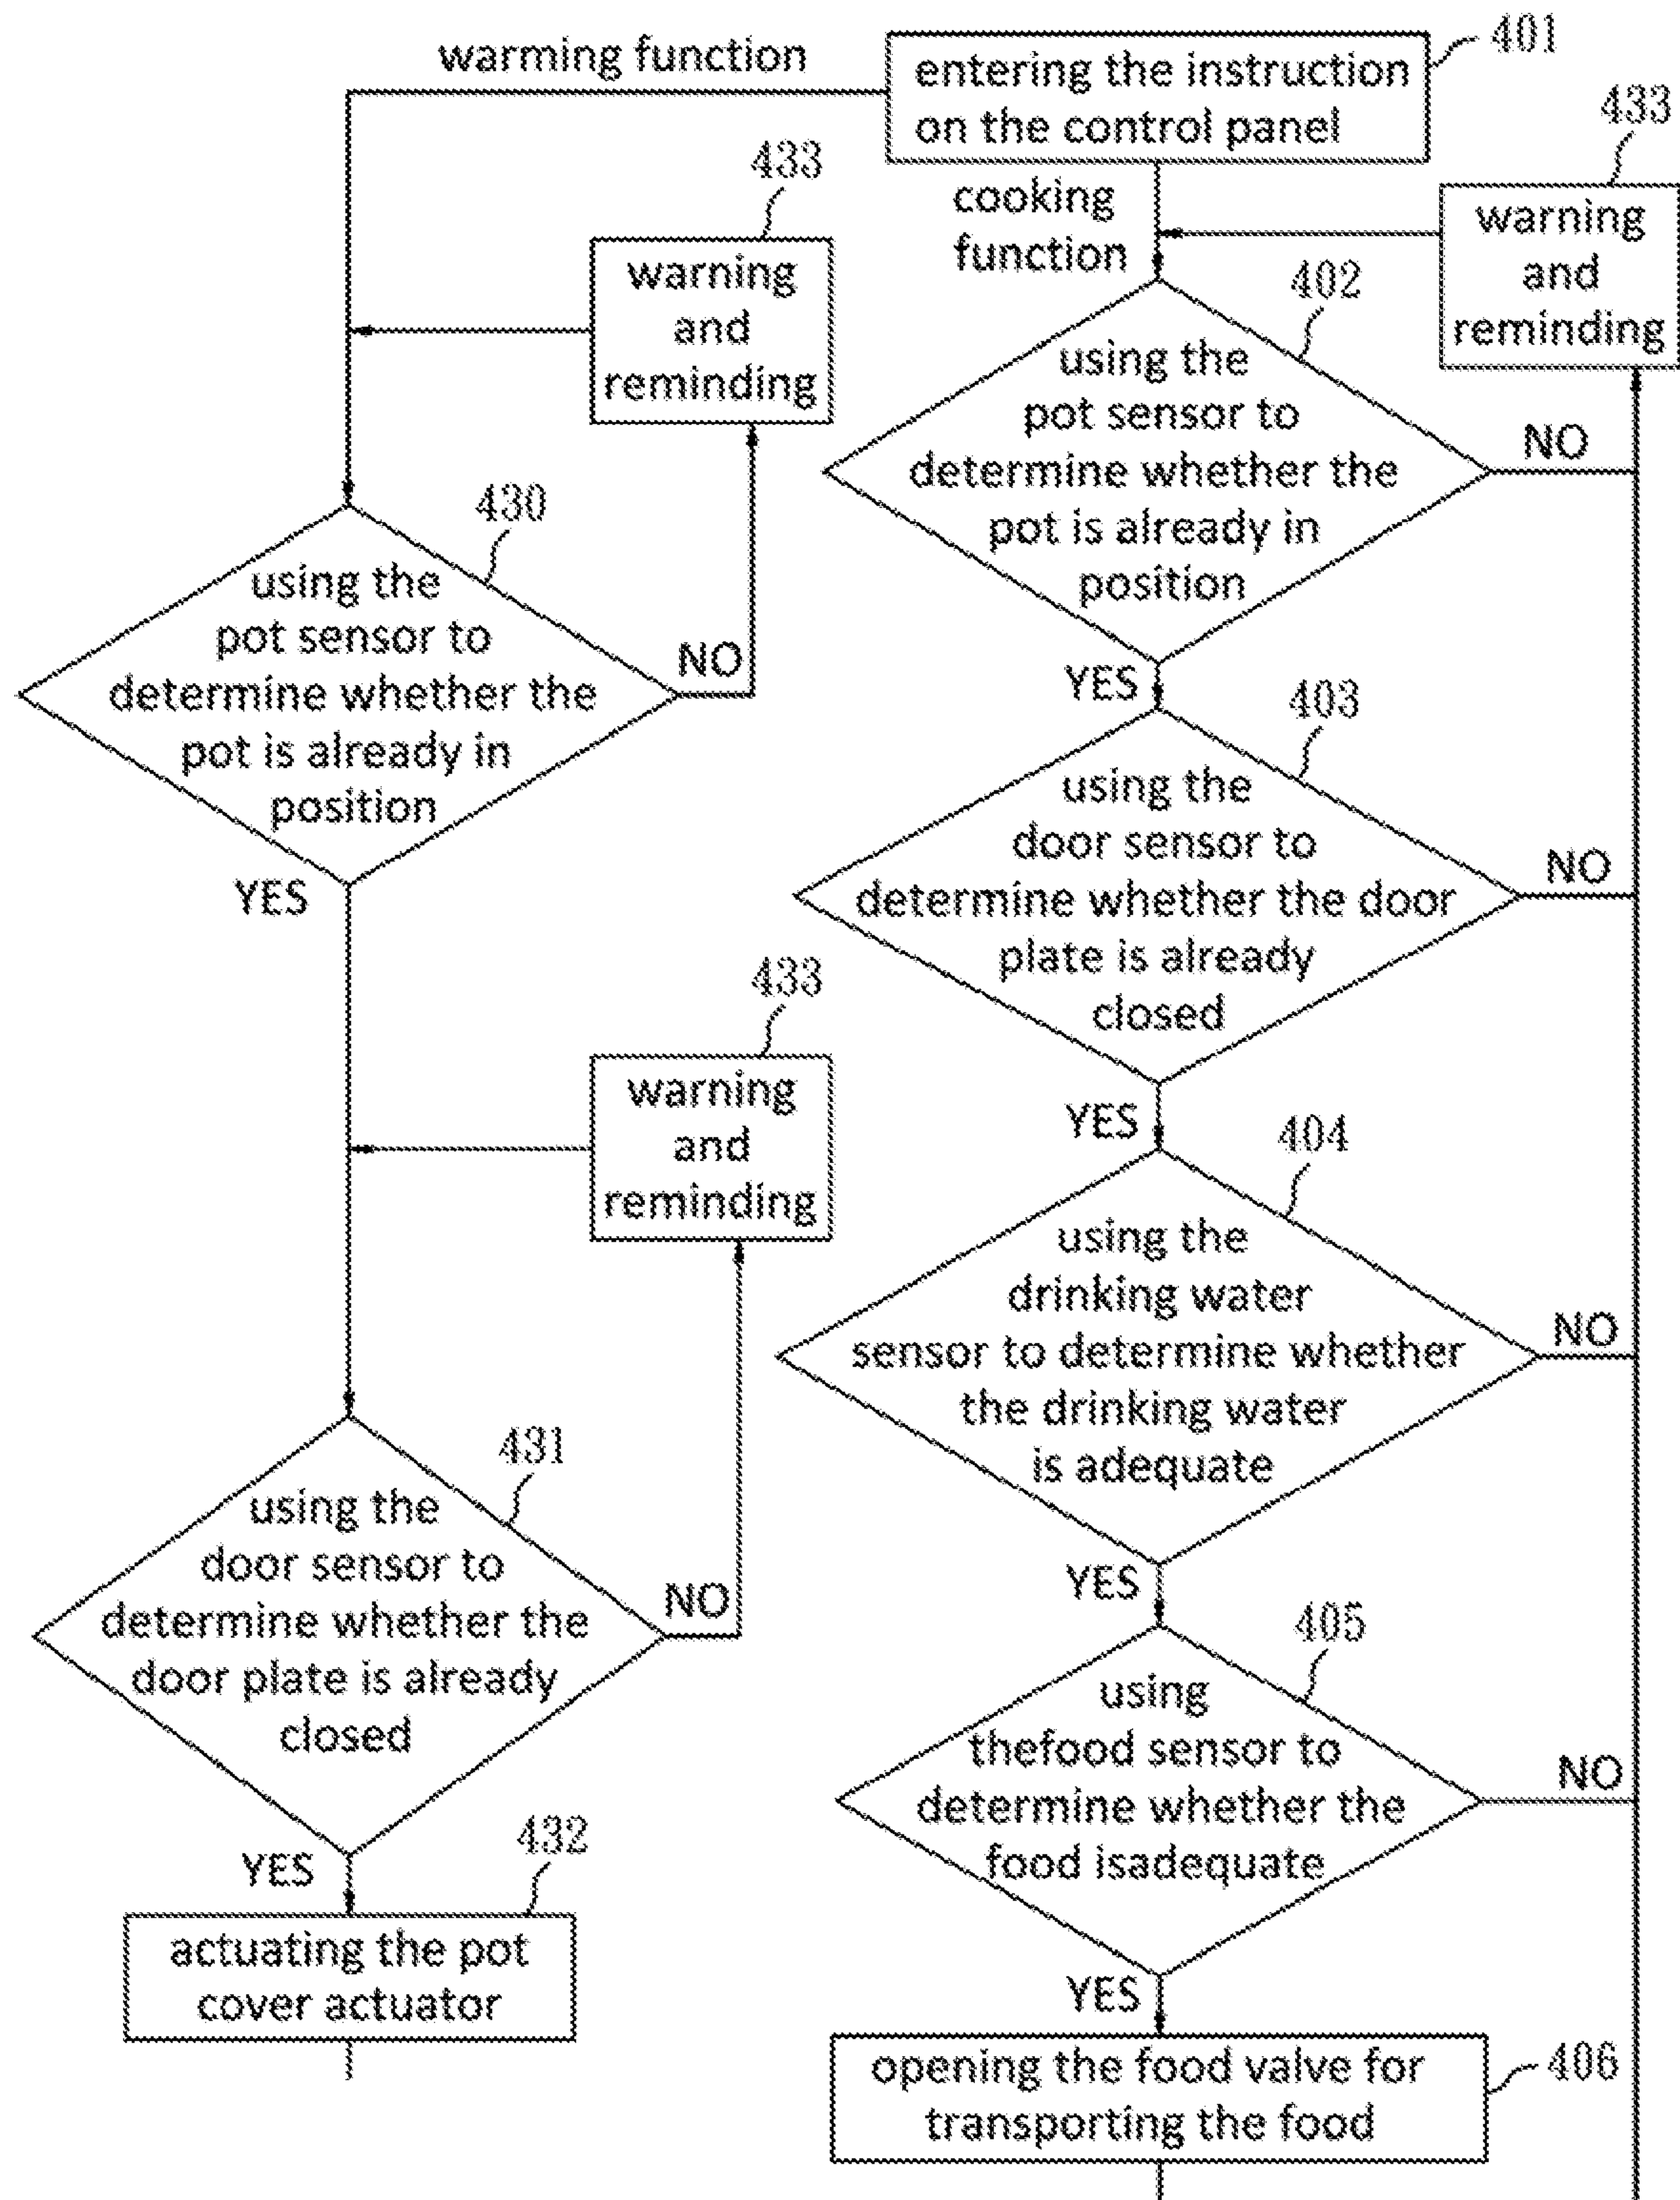 warming function
entering the instruction
on the control panel
401
cooking
function
433
warning
and
reminding
433
warning
and
reminding
402
using the
pot sensor to
determine whether the
pot is already in
position
NO
YES
430
using the
pot sensor to
determine whether the
pot is already in
position
NO
YES
403
using the
door sensor to
determine whether the door
plate is already
closed
NO
YES
433
warning
and
reminding
404
using the
drinking water
sensor to determine whether
the drinking water
is adequate
NO
YES
431
using the
door sensor to
determine whether the
door plate is already
closed
NO
YES
405
using
thefood sensor to
determine whether the
food isadequate
NO
YES
432
actuating the pot
cover actuator
opening the food valve for
transporting the food
406